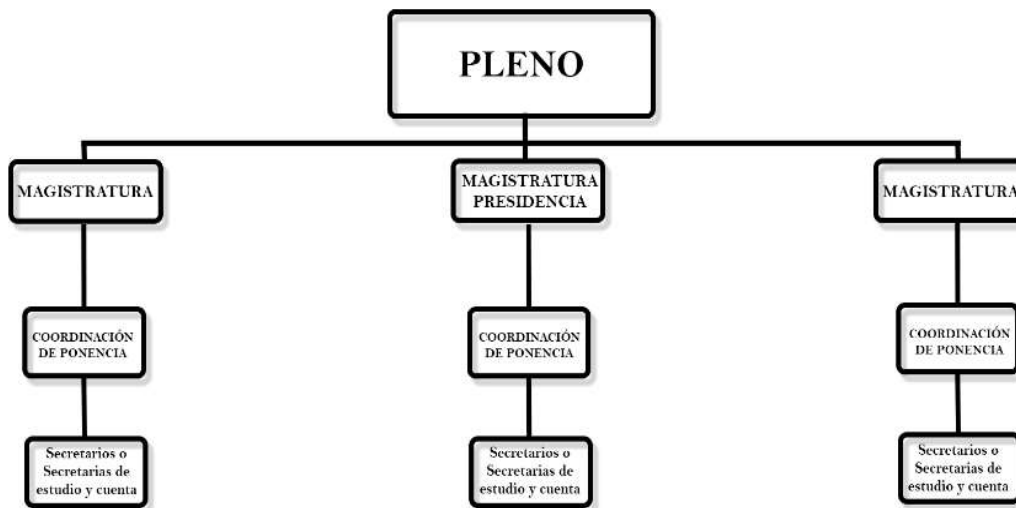 PLENO
MAGISTRATURA
MAGISTRATURA
PRESIDENCIA
MAGISTRATURA
COORDINACIÓN
DE PONENCIA
COORDINACIÓN
DE PONENCIA
COORDINACIÓN
DE PONENCIA
Secretarios o
Secretarias de
estudio y cuenta
Secretarios o
Secretarias de
estudio y cuenta
Secretarios o
Secretarias de
estudio y cuenta